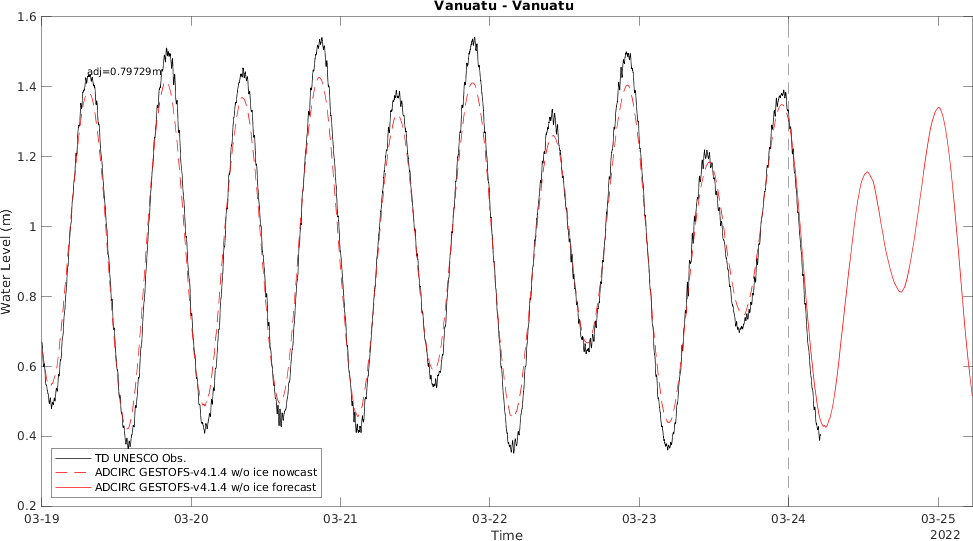 Vanuatu - Vanuatu
1.6
1.4
1.2
1
0.8
0.6
0.4
0.2
Water Level (m)
adj=0.79729m
TD UNESCO Obs.
ADCIRC GESTOFS-v4.1.4 w/o ice nowcast
ADCIRC GESTOFS-v4.1.4 w/o ice forecast
03-19 03-20 03-21 03-22 03-23 03-24 03-25
Time
2022